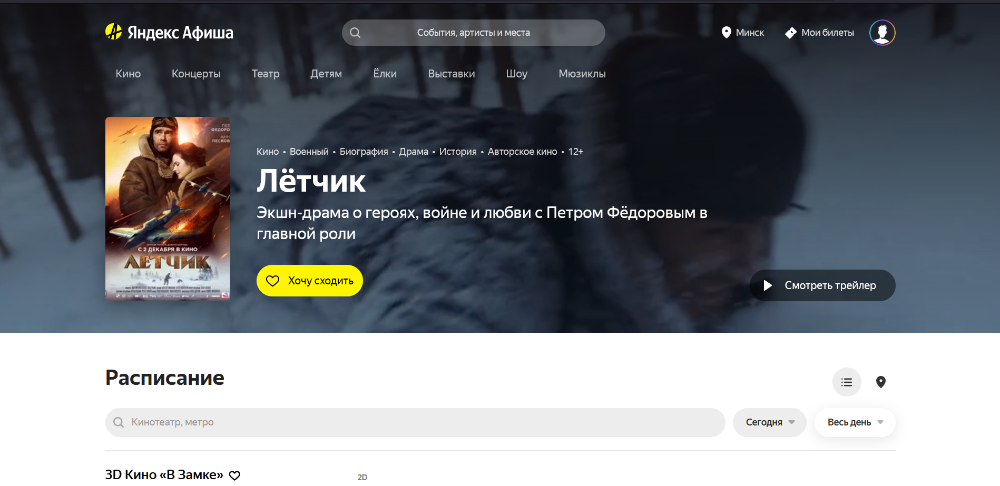 Яндекс Афиша
События, артисты и места
Минск
Мои билеты
Кино Концерты Театр Детям Ёлки Выставки Шоу Мюзиклы
ФЕДОРО
ПЕСКОВ
С 2 ДЕКАБРЯ В КИНО
ЛЕТЧИК
Кино • Военный • Биография • Драма • История • Авторское кино • 12+
Лётчик
Экшн-драма о героях, войне и любви с Петром Фёдоровым в
главной роли
Хочу сходить
Смотреть трейлер
Расписание
Кинотеатр, метро
Сегодня
Весь день
3D Кино «В Замке»
2D